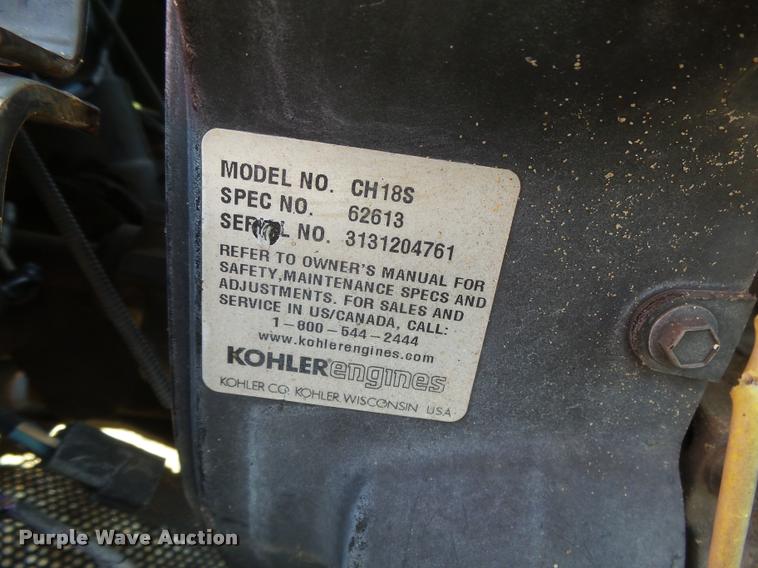 MODEL NO. CH18S
SPEC NO. 62613
SERIAL NO. 3131204761
REFER TO OWNER'S MANUAL FOR
SAFETY,MAINTENANCE SPECS AND
ADJUSTMENTS. FOR SALES AND
SERVICE IN US/CANADA, CALL:
1-800-544-2444
www.kohlerengines.com
KOHLER engines
KOHLER CO. KOHLER WISCONSIN USA
Purple Wave Auction